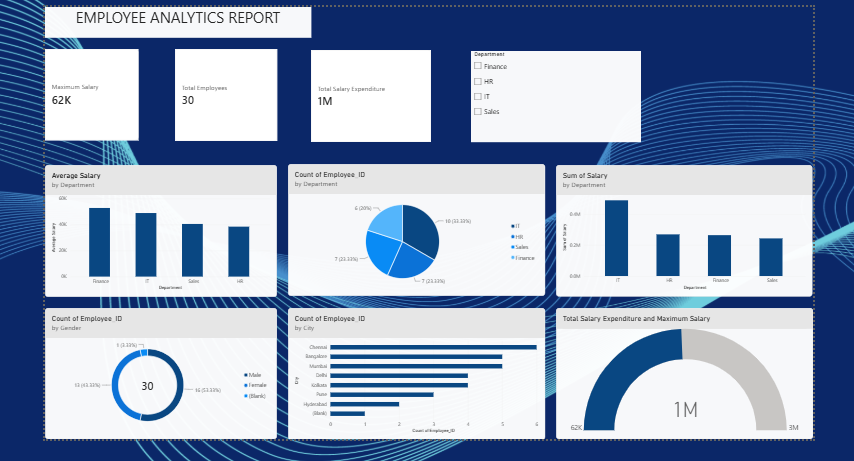 EMPLOYEE ANALYTICS REPORT
Maximum Salary
62K
Total Employees
30
Total Salary Expenditure
1M
Department
Finance
HR
IT
Sales
Average Salary
by Department
60K
40K
20K
0K
Average Salary
Finance
IT
Sales
HR
Department
Count of Employee_ID
by Department
6 (20%)
10 (33.33%)
7 (23.33%)
7 (23.33%)
IT
HR
Sales
Finance
Sum of Salary
by Department
0.4M
0.2M
0.0M
Sum of Salary
IT
HR
Finance
Sales
Department
Count of Employee_ID
by Gender
1 (3.33%)
13 (43.33%)
16 (53.33%)
30
Male
Female
(Blank)
Count of Employee_ID
by City
City
Chennai
Bangalore
Mumbai
Delhi
Kolkata
Pune
Hyderabad
(Blank)
0 1 2 3 4 5 6
Count of Employee_ID
Total Salary Expenditure and Maximum Salary
1M
62K
3M